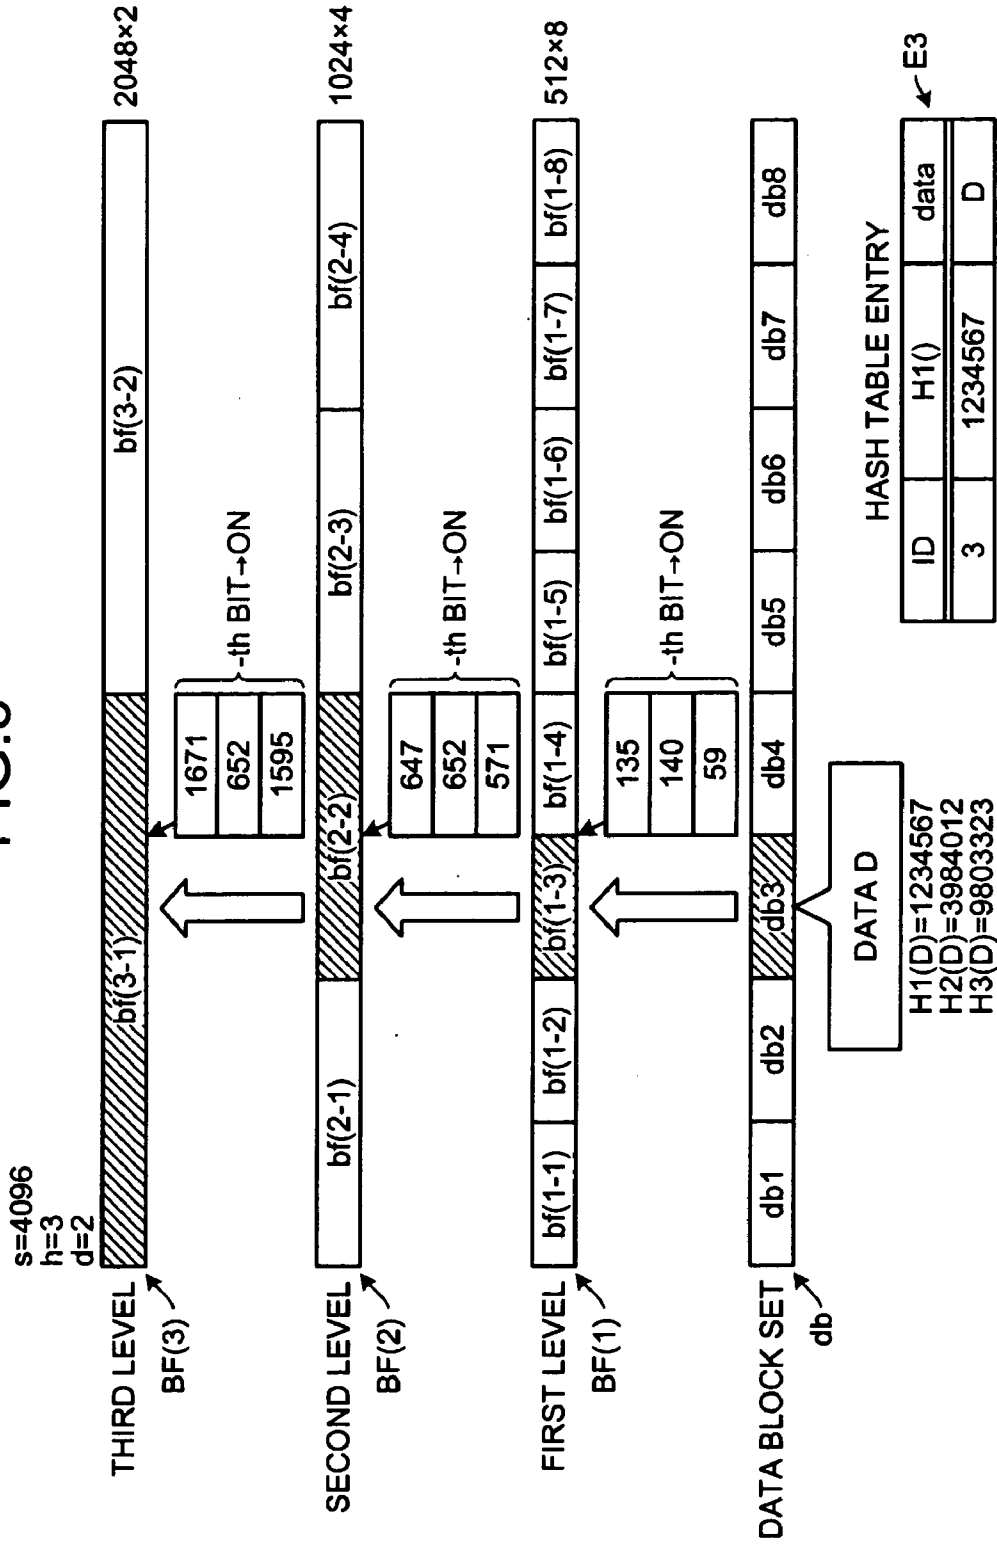 s=4096
h=3
d=2
THIRD LEVEL
BF(3)
bf(3-1)
bf(3-2)
2048×2
1671
652
1595
-th BIT→ON
SECOND LEVEL
BF(2)
bf(2-1)
bf(2-2)
bf(2-3)
bf(2-4)
1024×4
647
652
571
-th BIT→ON
FIRST LEVEL
BF(1)
bf(1-1)
bf(1-2)
bf(1-3)
bf(1-4)
bf(1-5)
bf(1-6)
bf(1-7)
bf(1-8)
512×8
135
140
59
-th BIT→ON
DATA BLOCK SET
db
db1
db2
db3
db4
db5
db6
db7
db8
DATA D
H1(D)=1234567
H2(D)=3984012
H3(D)=9803323
HASH TABLE ENTRY
E3
ID H1() data
3 1234567 D